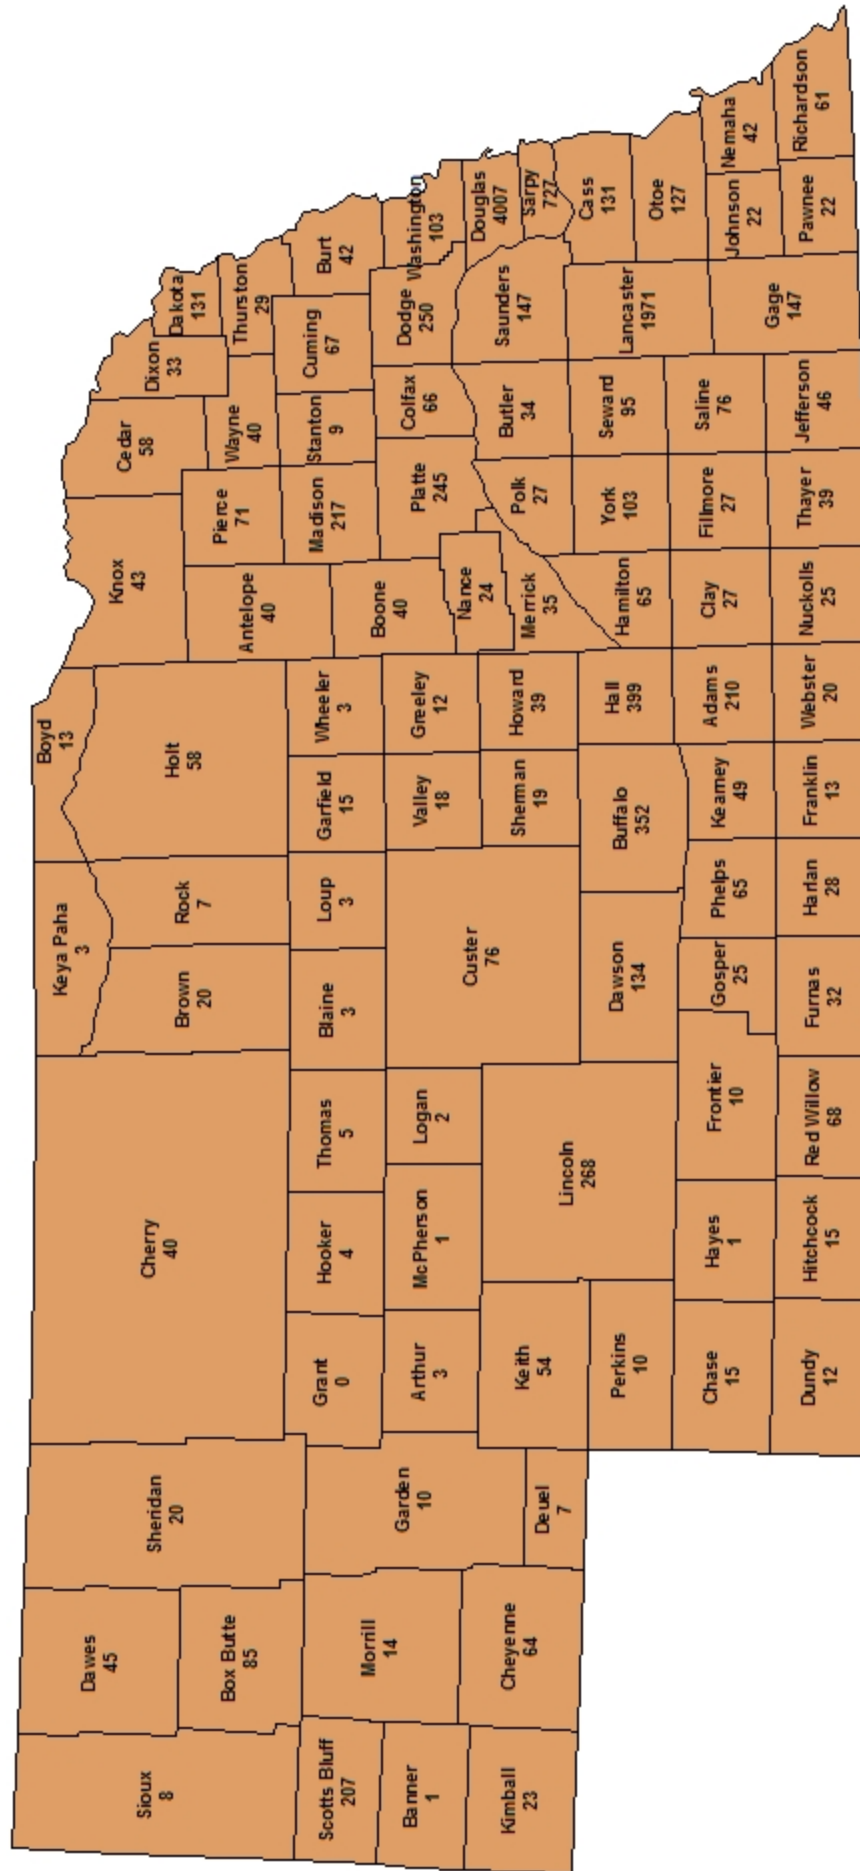 Sioux
8
Dawes
45
Box Butte
85
Sheridan
20
Scotts Bluff
207
Banner
1
Kimball
23
Morrill
14
Cheyenne
64
Garden
10
Deuel
7
Cherry
40
Keya Paha
3
Boyd
13
Brown
20
Rock
7
Holt
58
Knox
43
Cedar
58
Dixon
33
Dakota
131
Antelope
40
Pierce
71
Wayne
40
Thurston
29
Grant
0
Hooker
4
Thomas
5
Blaine
3
Loup
3
Garfield
15
Wheeler
3
Boone
40
Madison
217
Stanton
9
Cuming
67
Burt
42
Arthur
3
McPherson
1
Logan
2
Custer
76
Valley
18
Greeley
12
Nance
24
Platte
245
Colfax
66
Dodge
250
Washington
103
Keith
54
Lincoln
268
Sherman
19
Howard
39
Merrick
35
Polk
27
Butler
34
Saunders
147
Douglas
4007
Sarpy
727
Perkins
10
Dawson
134
Buffalo
352
Hall
399
Hamilton
65
York
103
Seward
95
Lancaster
1971
Cass
131
Otoe
127
Chase
15
Hayes
1
Frontier
10
Gosper
25
Phelps
65
Kearney
49
Adams
210
Clay
27
Fillmore
27
Saline
76
Gage
147
Johnson
22
Nemaha
42
Dundy
12
Hitchcock
15
Red Willow
68
Furnas
32
Harlan
28
Franklin
13
Webster
20
Nuckolls
25
Thayer
39
Jefferson
46
Pawnee
22
Richardson
61